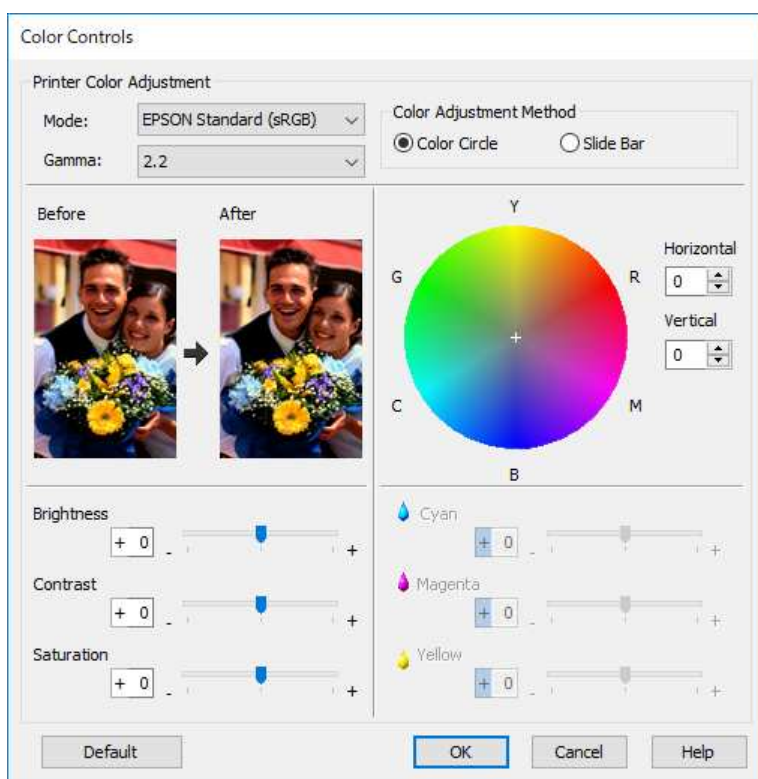 Color Controls
Printer Color Adjustment
Mode: EPSON Standard (sRGB)
Gamma: 2.2
Color Adjustment Method
Color Circle Slide Bar
Before After
Y
G R
C M
B
Horizontal
0
Vertical
0
Brightness
+ 0 - +
Contrast
+ 0 - +
Saturation
+ 0 - +
Cyan
+ 0 - +
Magenta
+ 0 - +
Yellow
+ 0 - +
Default OK Cancel Help